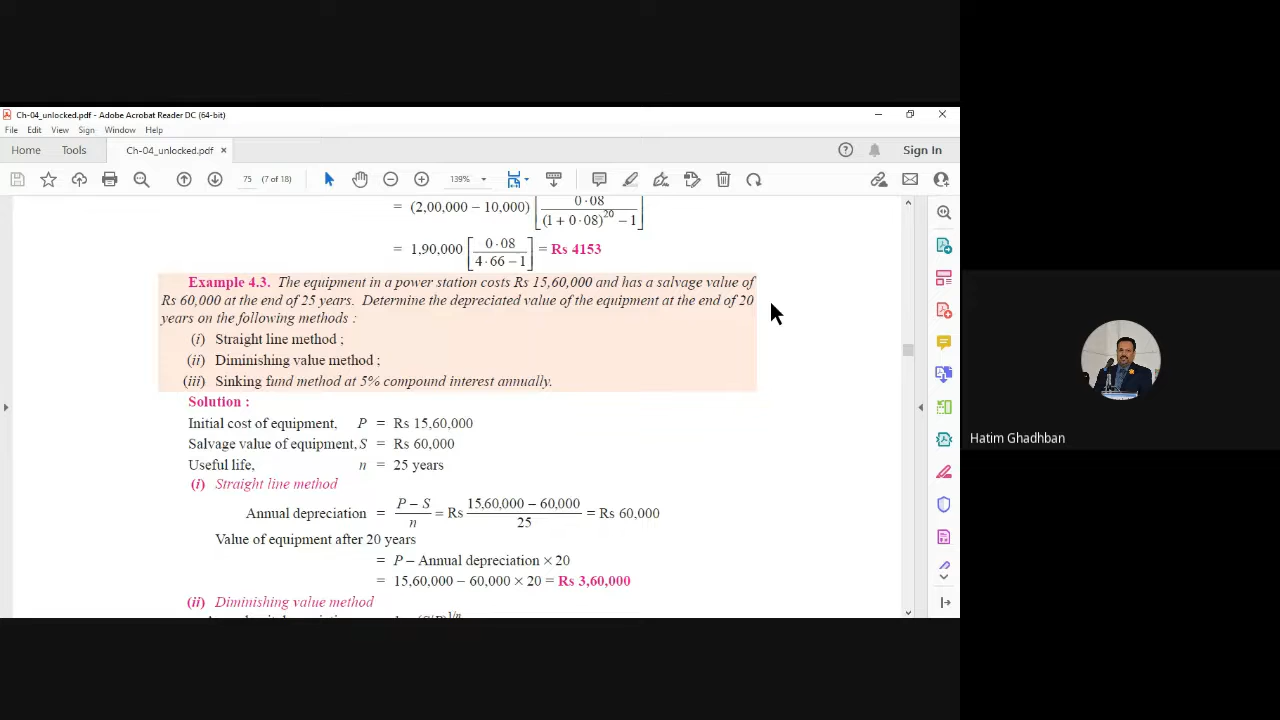 Ch-04_unlocked.pdf - Adobe Acrobat Reader DC (64-bit)
File Edit View Sign Window Help
Home Tools Ch-04_unlocked.pdf × Sign In
75 (7 of 18) 139%
= (2,00,000 − 10,000) [0·08 / (1 + 0·08)^20 − 1]
= 1,90,000 [0·08 / 4·66 − 1] = Rs 4153
Example 4.3. The equipment in a power station costs Rs 15,60,000 and has a salvage value of
Rs 60,000 at the end of 25 years. Determine the depreciated value of the equipment at the end of 20
years on the following methods :
(i) Straight line method ;
(ii) Diminishing value method ;
(iii) Sinking fund method at 5% compound interest annually.
Solution :
Initial cost of equipment, P = Rs 15,60,000
Salvage value of equipment, S = Rs 60,000
Useful life, n = 25 years
(i) Straight line method
Annual depreciation = P − S / n = Rs 15,60,000 − 60,000 / 25 = Rs 60,000
Value of equipment after 20 years
= P − Annual depreciation × 20
= 15,60,000 − 60,000 × 20 = Rs 3,60,000
(ii) Diminishing value method
Hatim Ghadhban